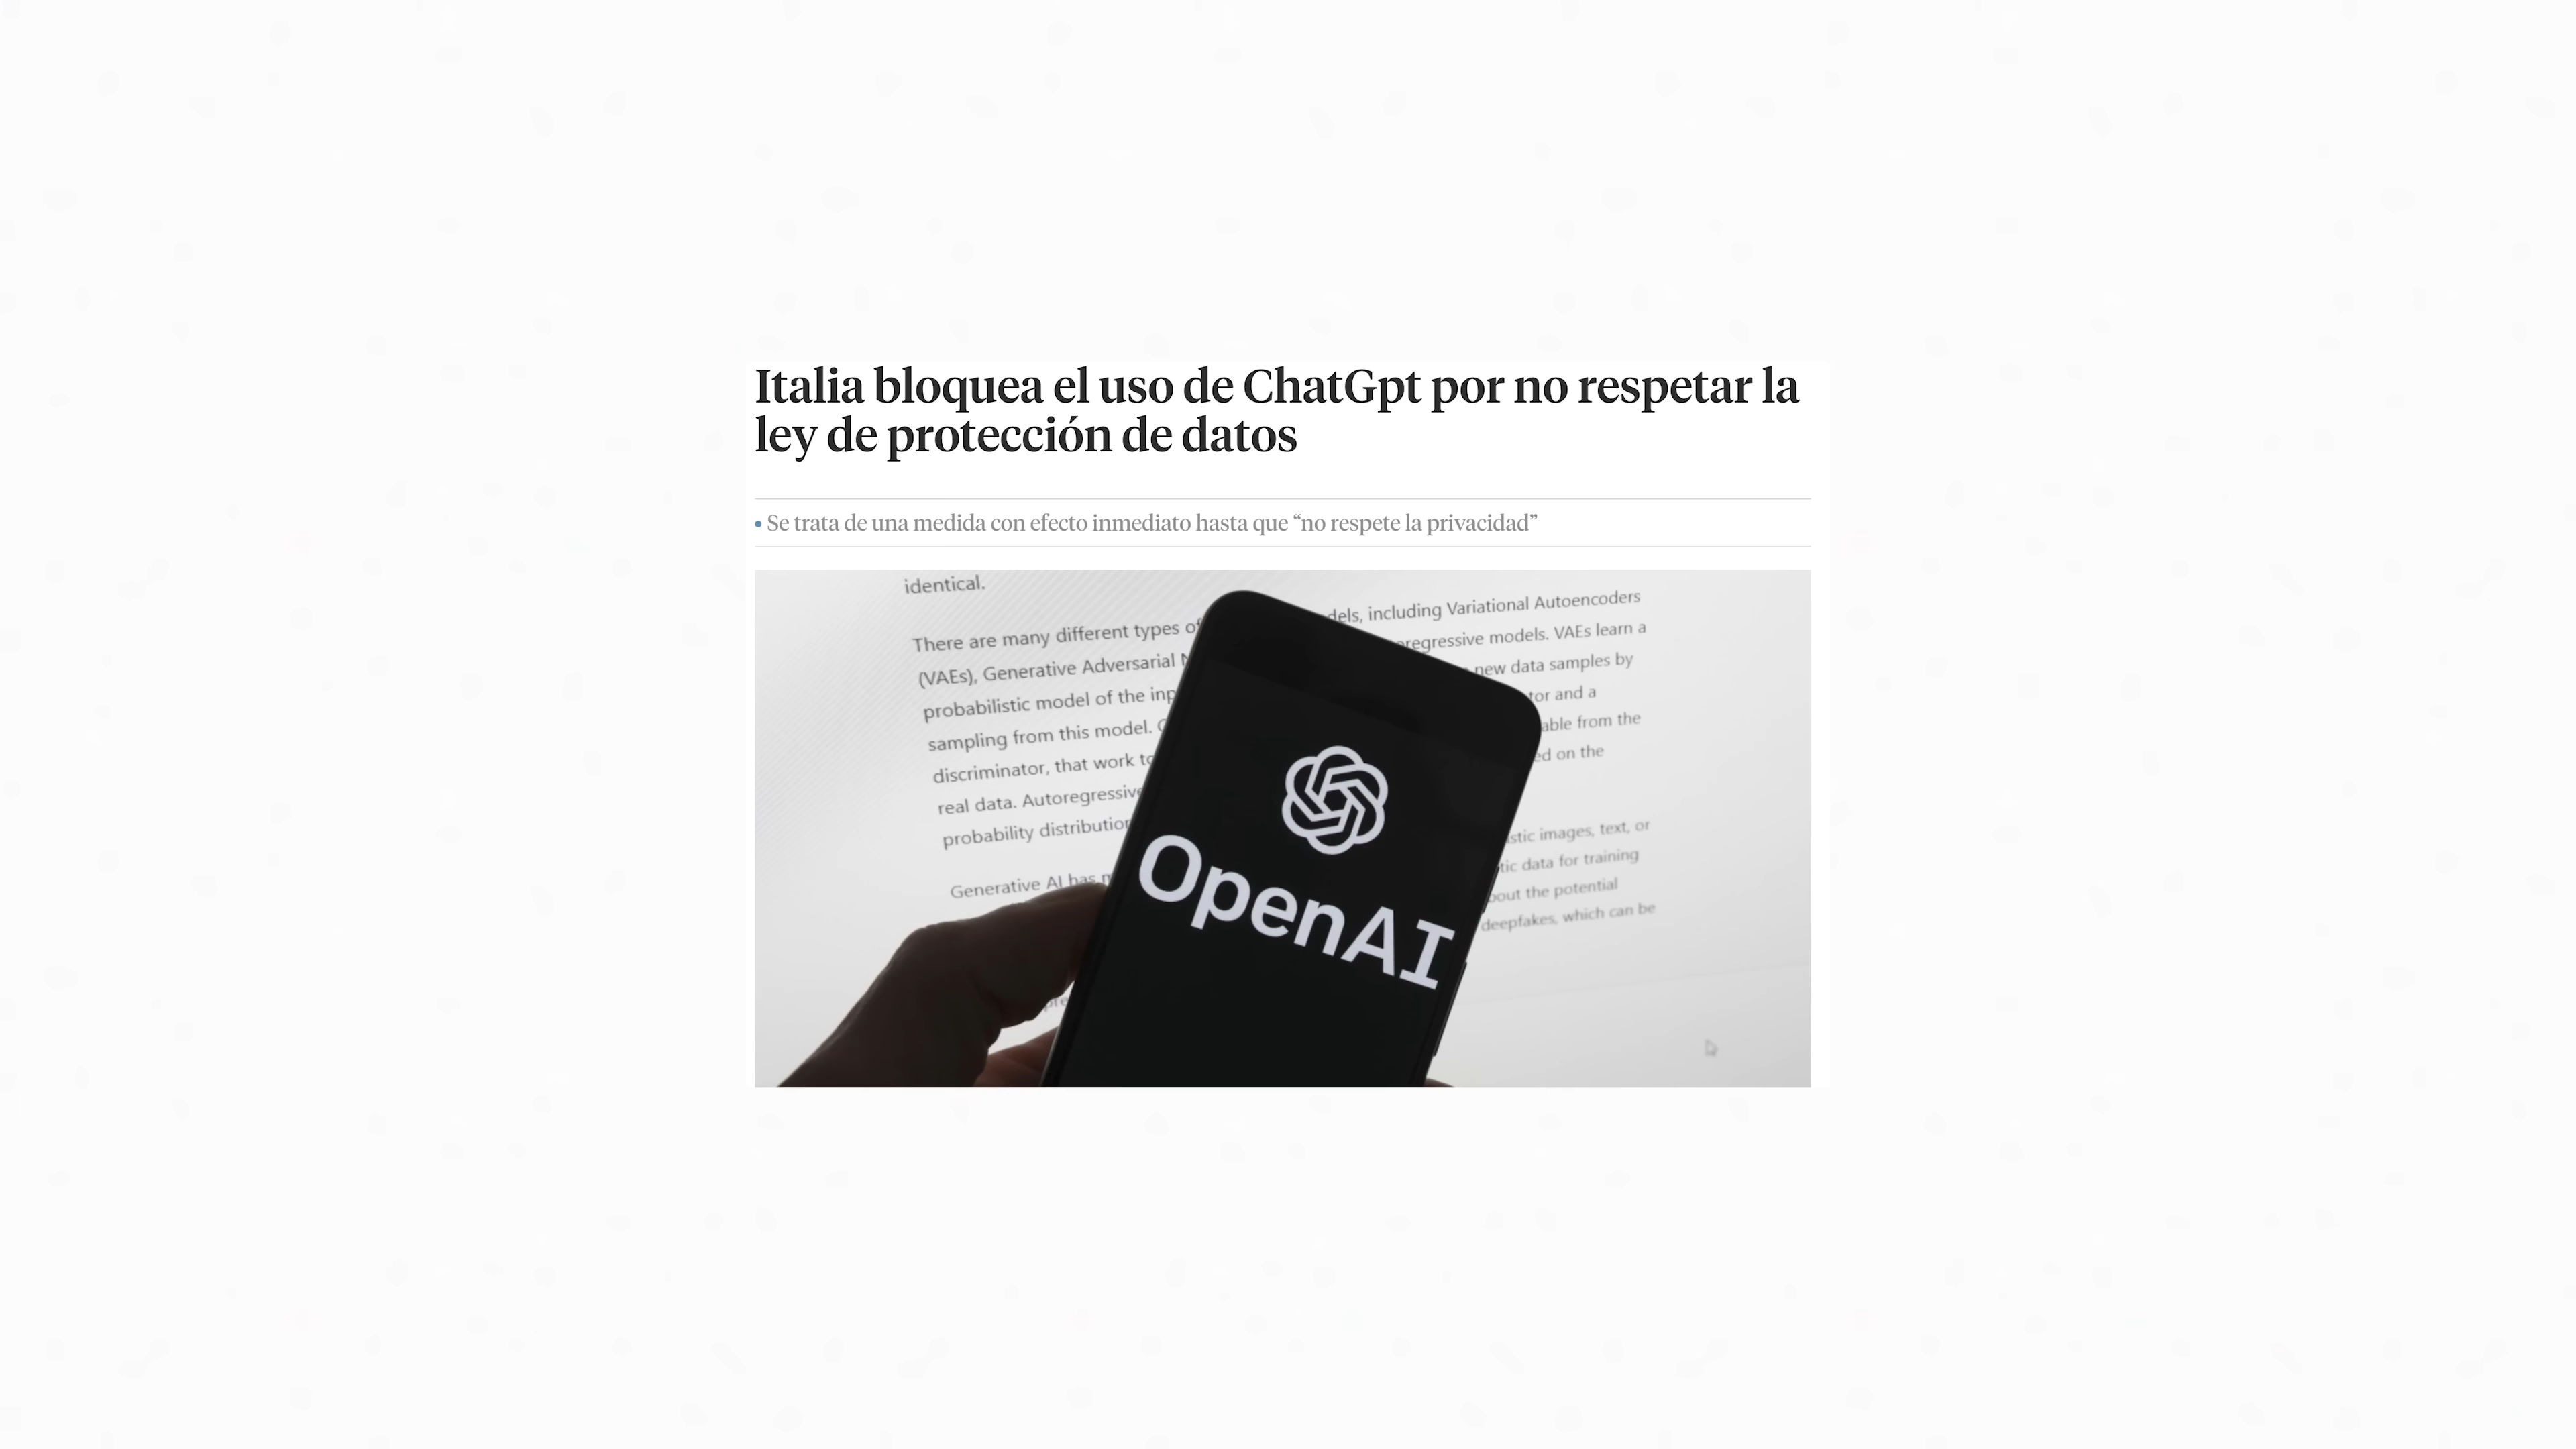 Italia bloquea el uso de ChatGpt por no respetar la
ley de protección de datos
• Se trata de una medida con efecto inmediato hasta que “no respete la privacidad”
identical.
There are many different types of dels, including Variational Autoencoders
(VAEs), Generative Adversarial N oregressive models. VAEs learn a
probabilistic model of the inp new data samples by
sampling from this model. tor and a
discriminator, that work to able from the
real data. Autoregressive ed on the
probability distribution
stic images, text, or
tic data for training
Generative AI has bout the potential
deepfakes, which can be
OpenAI